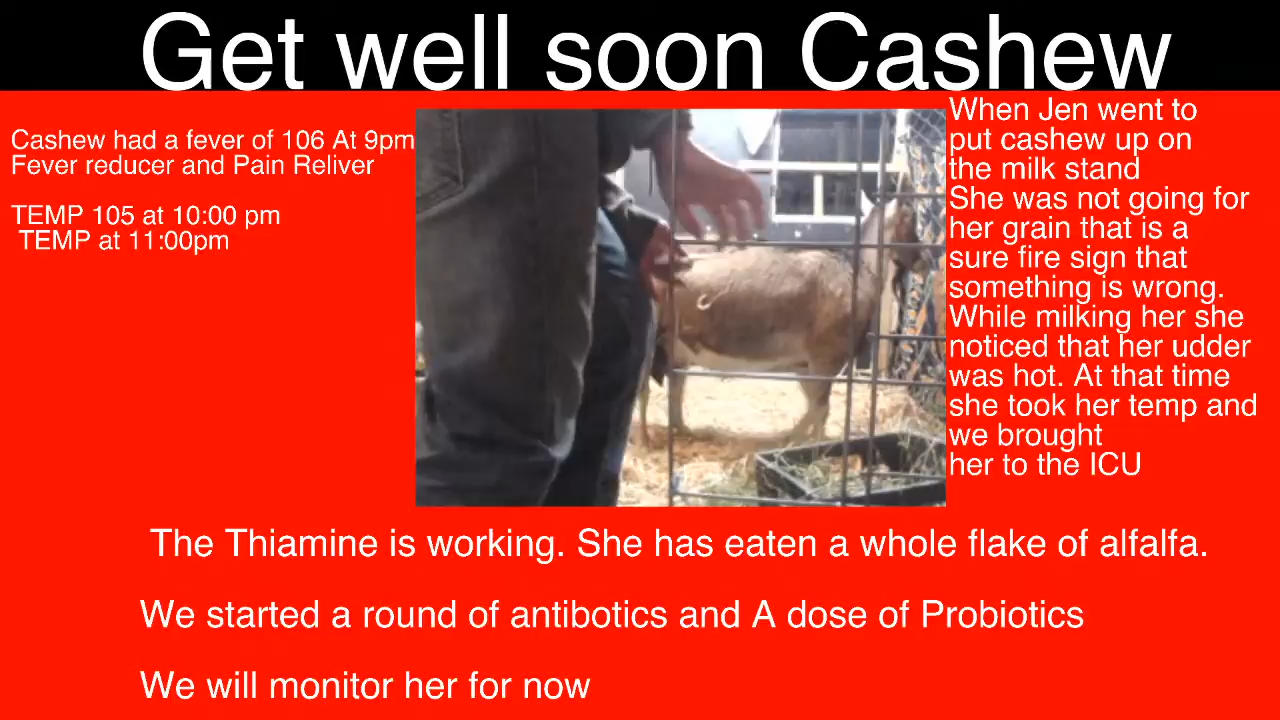 Get well soon Cashew
Cashew had a fever of 106 At 9pm
Fever reducer and Pain Reliver
TEMP 105 at 10:00 pm
TEMP at 11:00pm
When Jen went to
put cashew up on
the milk stand
She was not going for
her grain that is a
sure fire sign that
something is wrong.
While milking her she
noticed that her udder
was hot. At that time
she took her temp and
we brought
her to the ICU
The Thiamine is working. She has eaten a whole flake of alfalfa.
We started a round of antibotics and A dose of Probiotics
We will monitor her for now